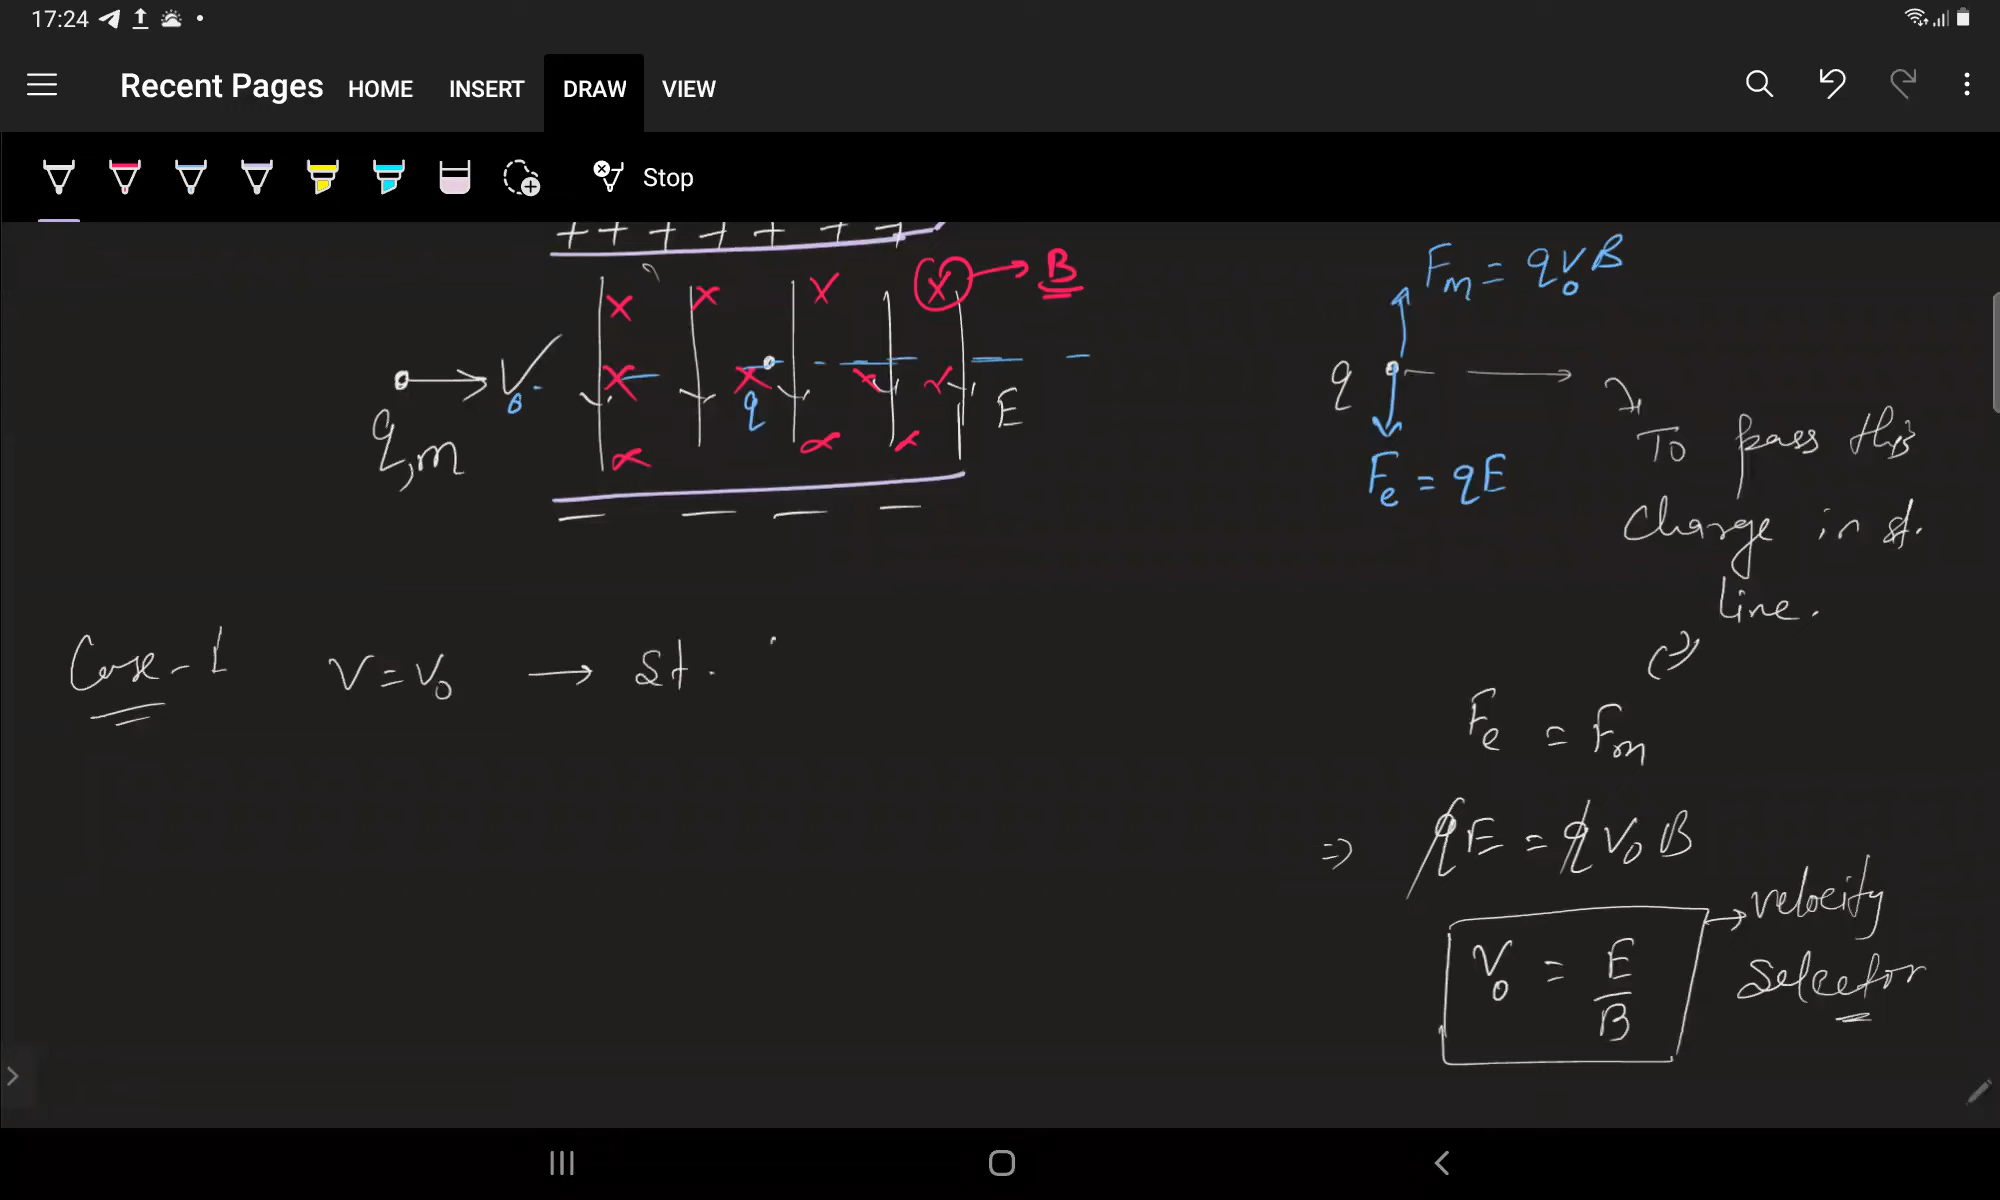 17:24
Recent Pages HOME INSERT DRAW VIEW
Stop
+ + + + + + +
x x x x → B
q,m → V₀
x x x x
q
E
x x x
— — — —
Fm = qv₀B
q
Fe = qE
To pass this
charge in st.
line.
Case-1 V = V₀ → St.
Fe = Fm
⇒ qE = qV₀B
V₀ = E/B → velocity
selector